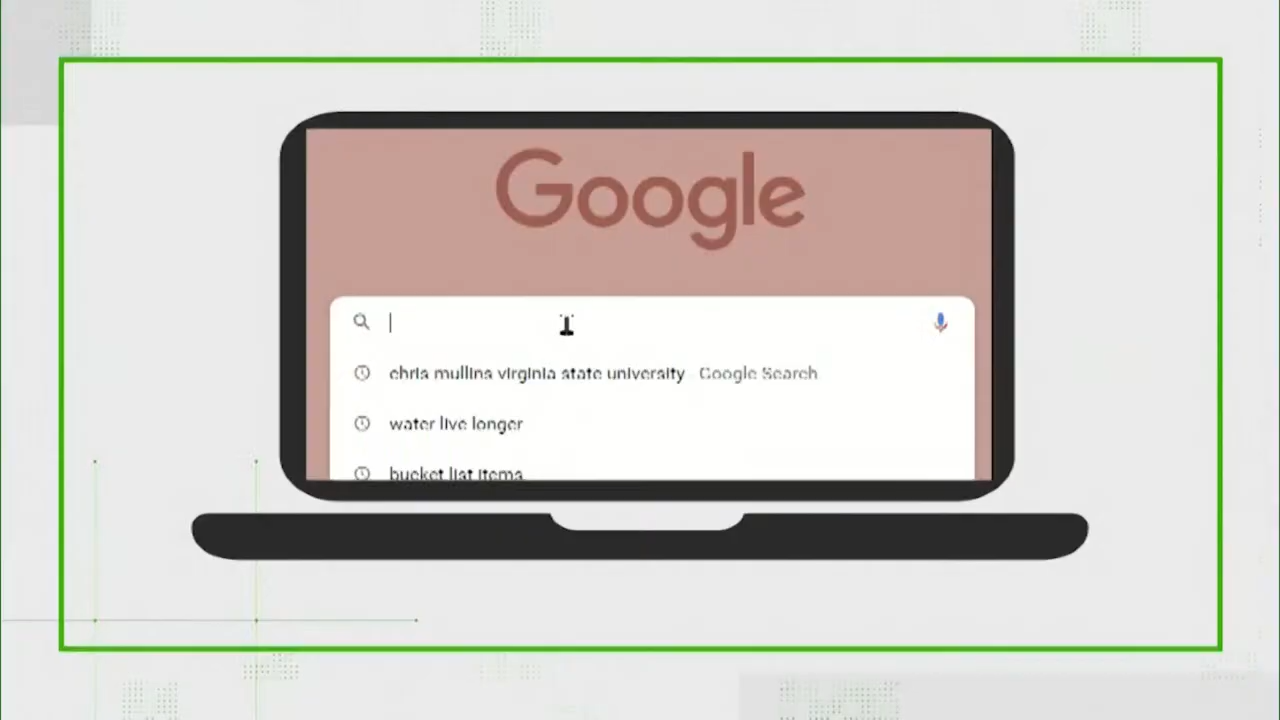 Google
chris mullins virginia state university - Google Search
water live longer
bucket list items